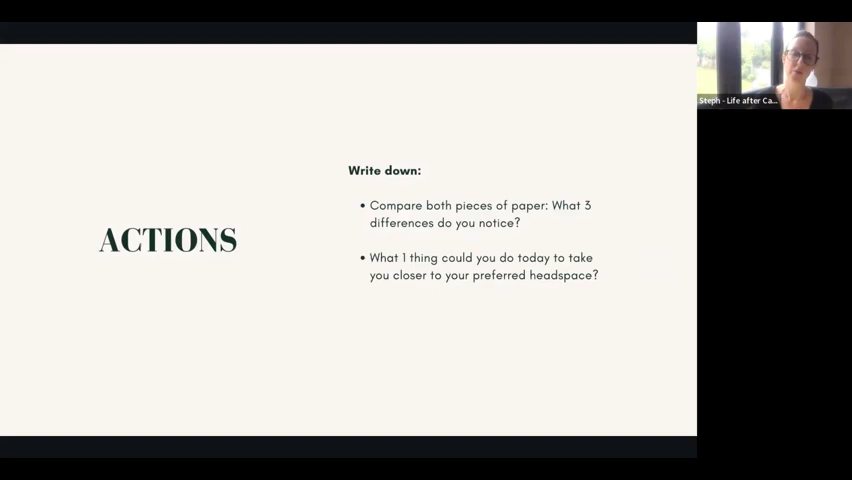 Steph - Life after Ca...
Write down:
• Compare both pieces of paper: What 3
differences do you notice?
ACTIONS
• What 1 thing could you do today to take
you closer to your preferred headspace?